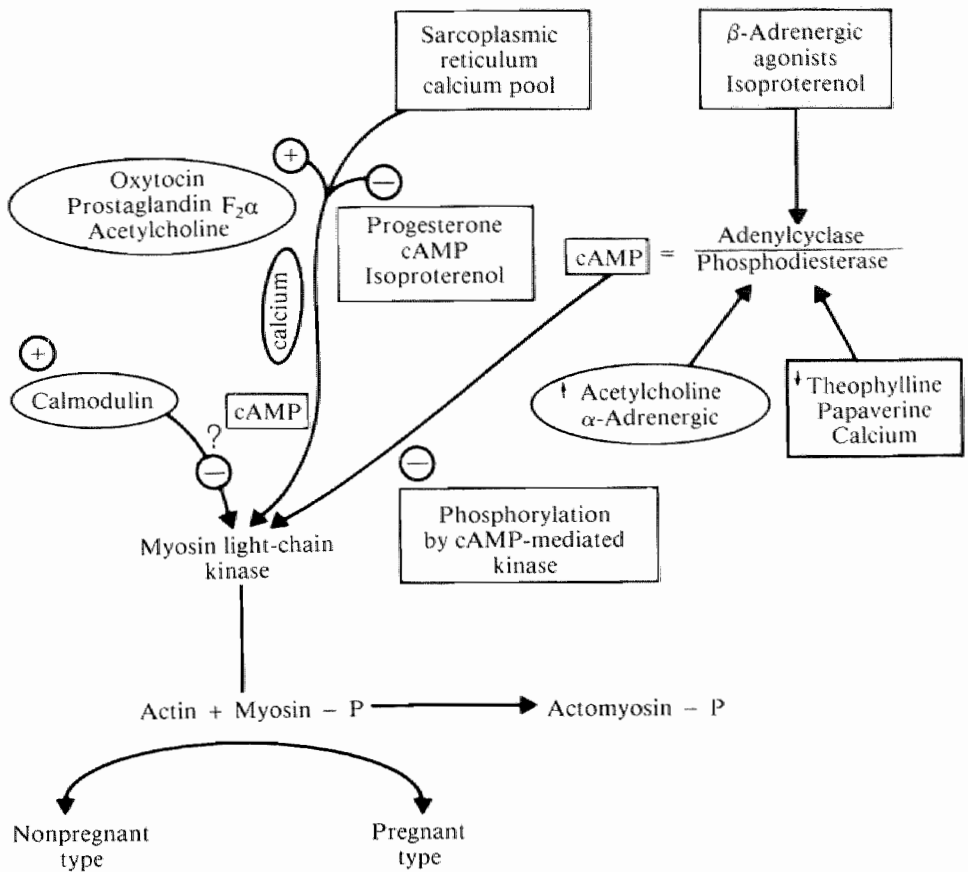 Sarcoplasmic
reticulum
calcium pool
β-Adrenergic
agonists
Isoproterenol
+
−
Oxytocin
Prostaglandin F₂α
Acetylcholine
Progesterone
cAMP
Isoproterenol
calcium
cAMP =
Adenylcyclase
Phosphodiesterase
+
Calmodulin
?
−
cAMP
↑ Acetylcholine
α-Adrenergic
↓ Theophylline
Papaverine
Calcium
−
Phosphorylation
by cAMP-mediated
kinase
Myosin light-chain
kinase
Actin + Myosin – P
Actomyosin – P
Nonpregnant
type
Pregnant
type